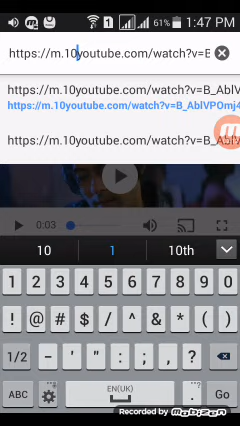 61% 1:47 PM
https://m.10youtube.com/watch?v=B
https://m.10youtube.com/watch?v=B_AblV
https://m.10youtube.com/watch?v=B_AblVPOmj4
https://m.10youtube.com/watch?v=B_A5lV
0:03
10 1 10th
1 2 3 4 5 6 7 8 9 0
! @ # $ / ^ & * ( )
1/2 - ' " : ; , ?
ABC EN(UK) . Go
Recorded by mobizen